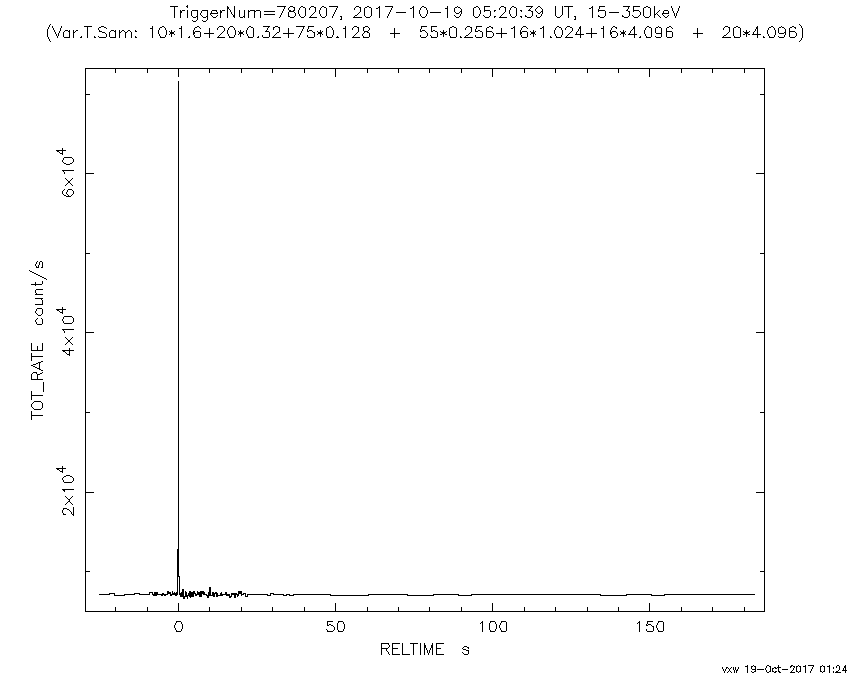 TriggerNum=780207, 2017-10-19 05:20:39 UT, 15-350keV
(Var.T.Sam: 10*1.6+20*0.32+75*0.128 + 55*0.256+16*1.024+16*4.096 + 20*4.096)
6×10⁴
4×10⁴
2×10⁴
TOT_RATE count/s
0 50 100 150
RELTIME s
vxw 19-Oct-2017 01:24